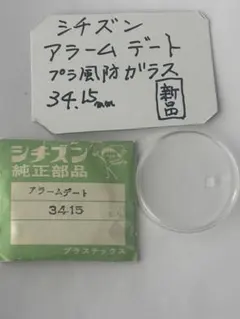 シチズン
アラーム デート
プラ風防ガラス
34.15mm
新品
シチズン
純正部品
アラームデート
3415
プラスチックス